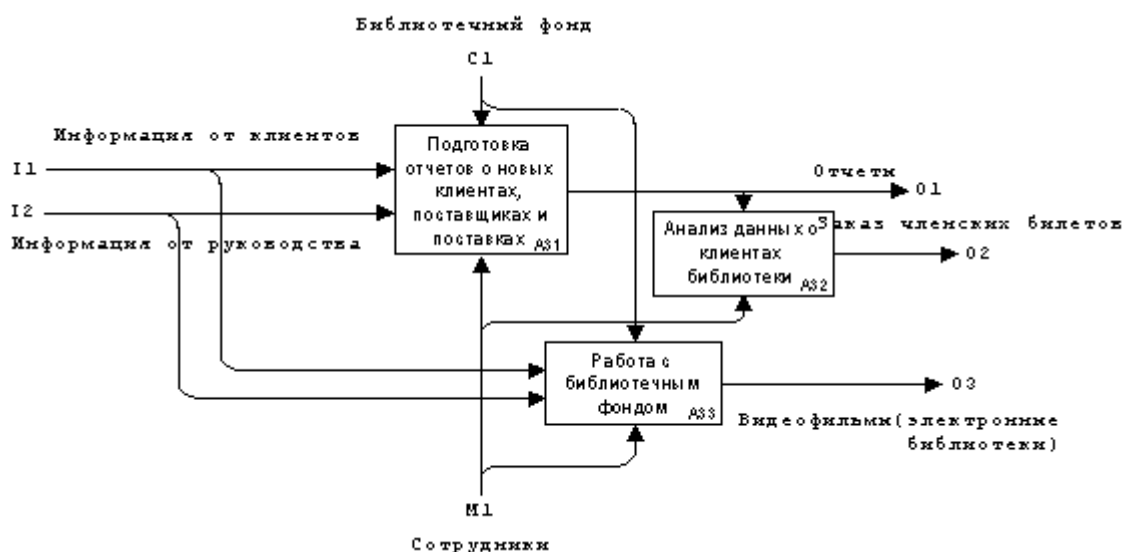 Библиотечный фонд
C1
Информация от клиентов
I1
I2
Информация от руководства
Подготовка
отчетов о новых
клиентах,
поставщиках и
поставках
A31
Отчеты
O1
Заказ членских билетов
O2
Анализ данных о
клиентах
библиотеки
A32
Работа с
библиотечным
фондом
A33
O3
Видеофильмы(электронные
библиотеки)
M1
Сотрудники